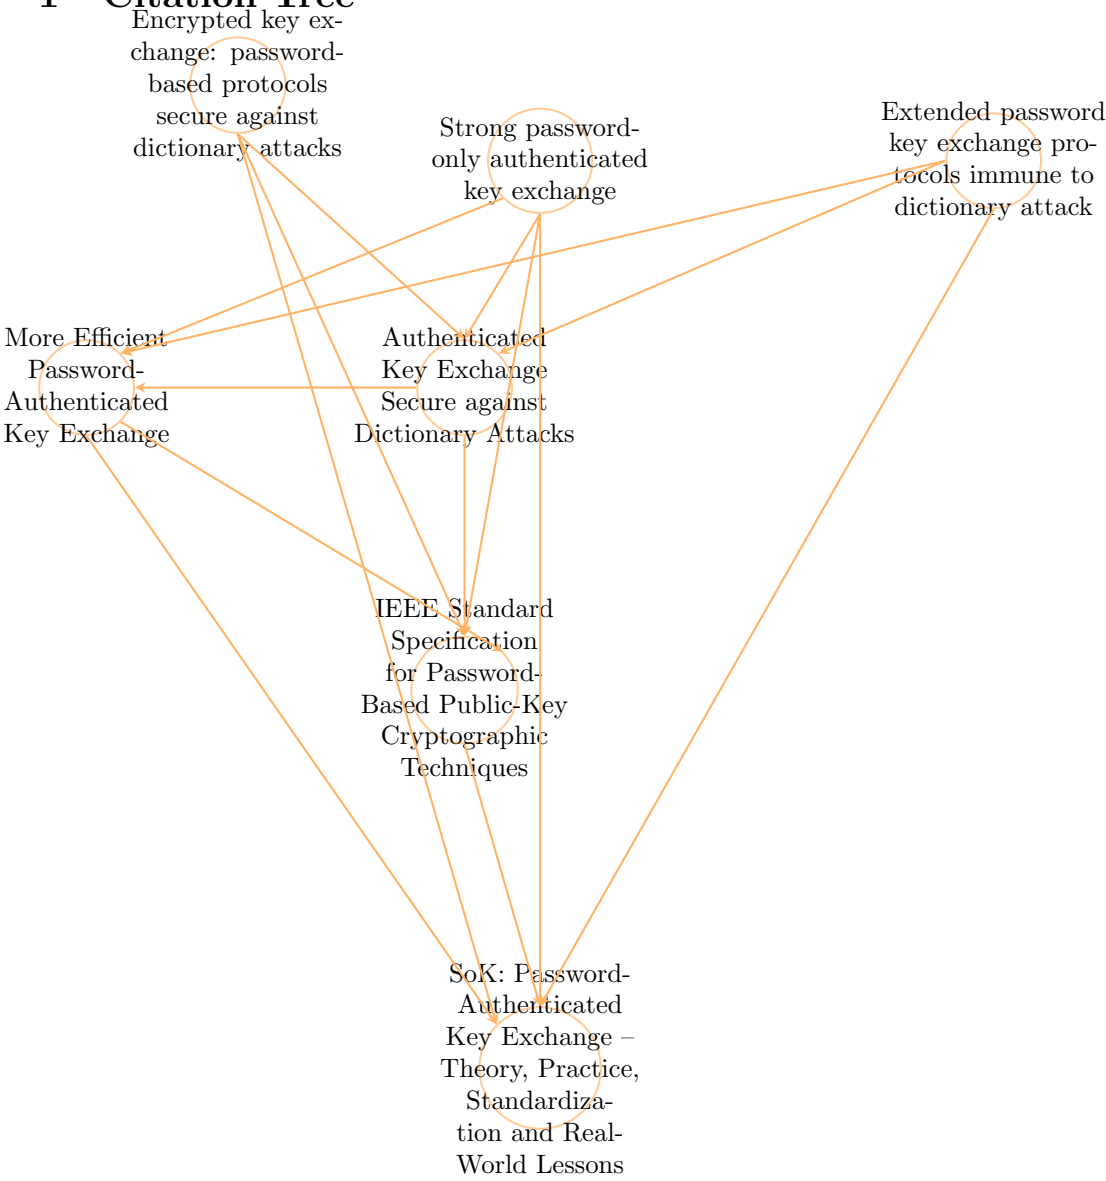 1 Citation Tree
Encrypted key ex-
change: password-
based protocols
secure against
dictionary attacks
Strong password-
only authenticated
key exchange
Extended password
key exchange pro-
tocols immune to
dictionary attack
More Efficient
Password-
Authenticated
Key Exchange
Authenticated
Key Exchange
Secure against
Dictionary Attacks
IEEE Standard
Specification
for Password-
Based Public-Key
Cryptographic
Techniques
SoK: Password-
Authenticated
Key Exchange –
Theory, Practice,
Standardiza-
tion and Real-
World Lessons